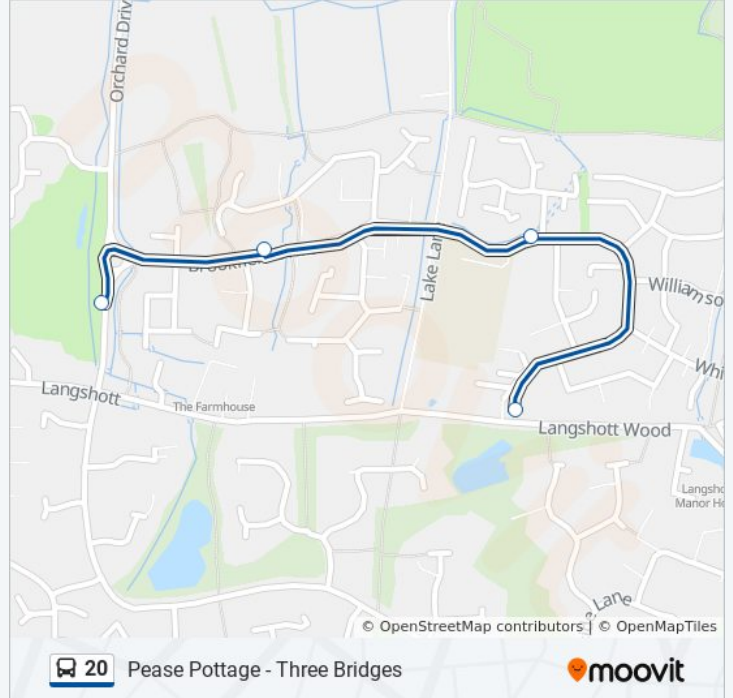 Orchard Driv
Lake Lan
Williamso
Whi
Langshott
The Farmhouse
Langshott Wood
Langsho
Manor Ho
Lane
© OpenStreetMap contributors | © OpenMapTiles
20 Pease Pottage - Three Bridges
moovit